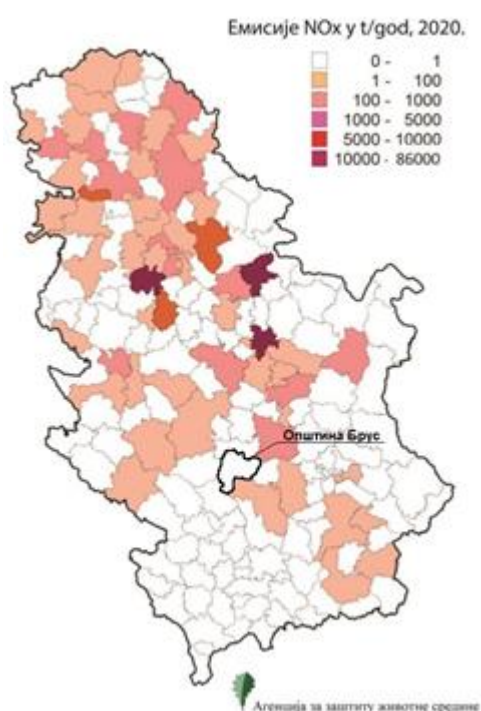 Емисије NOx у t/год, 2020.
0 - 1
1 - 100
100 - 1000
1000 - 5000
5000 - 10000
10000 - 86000
Општина Брус
Агенција за заштиту животне средине